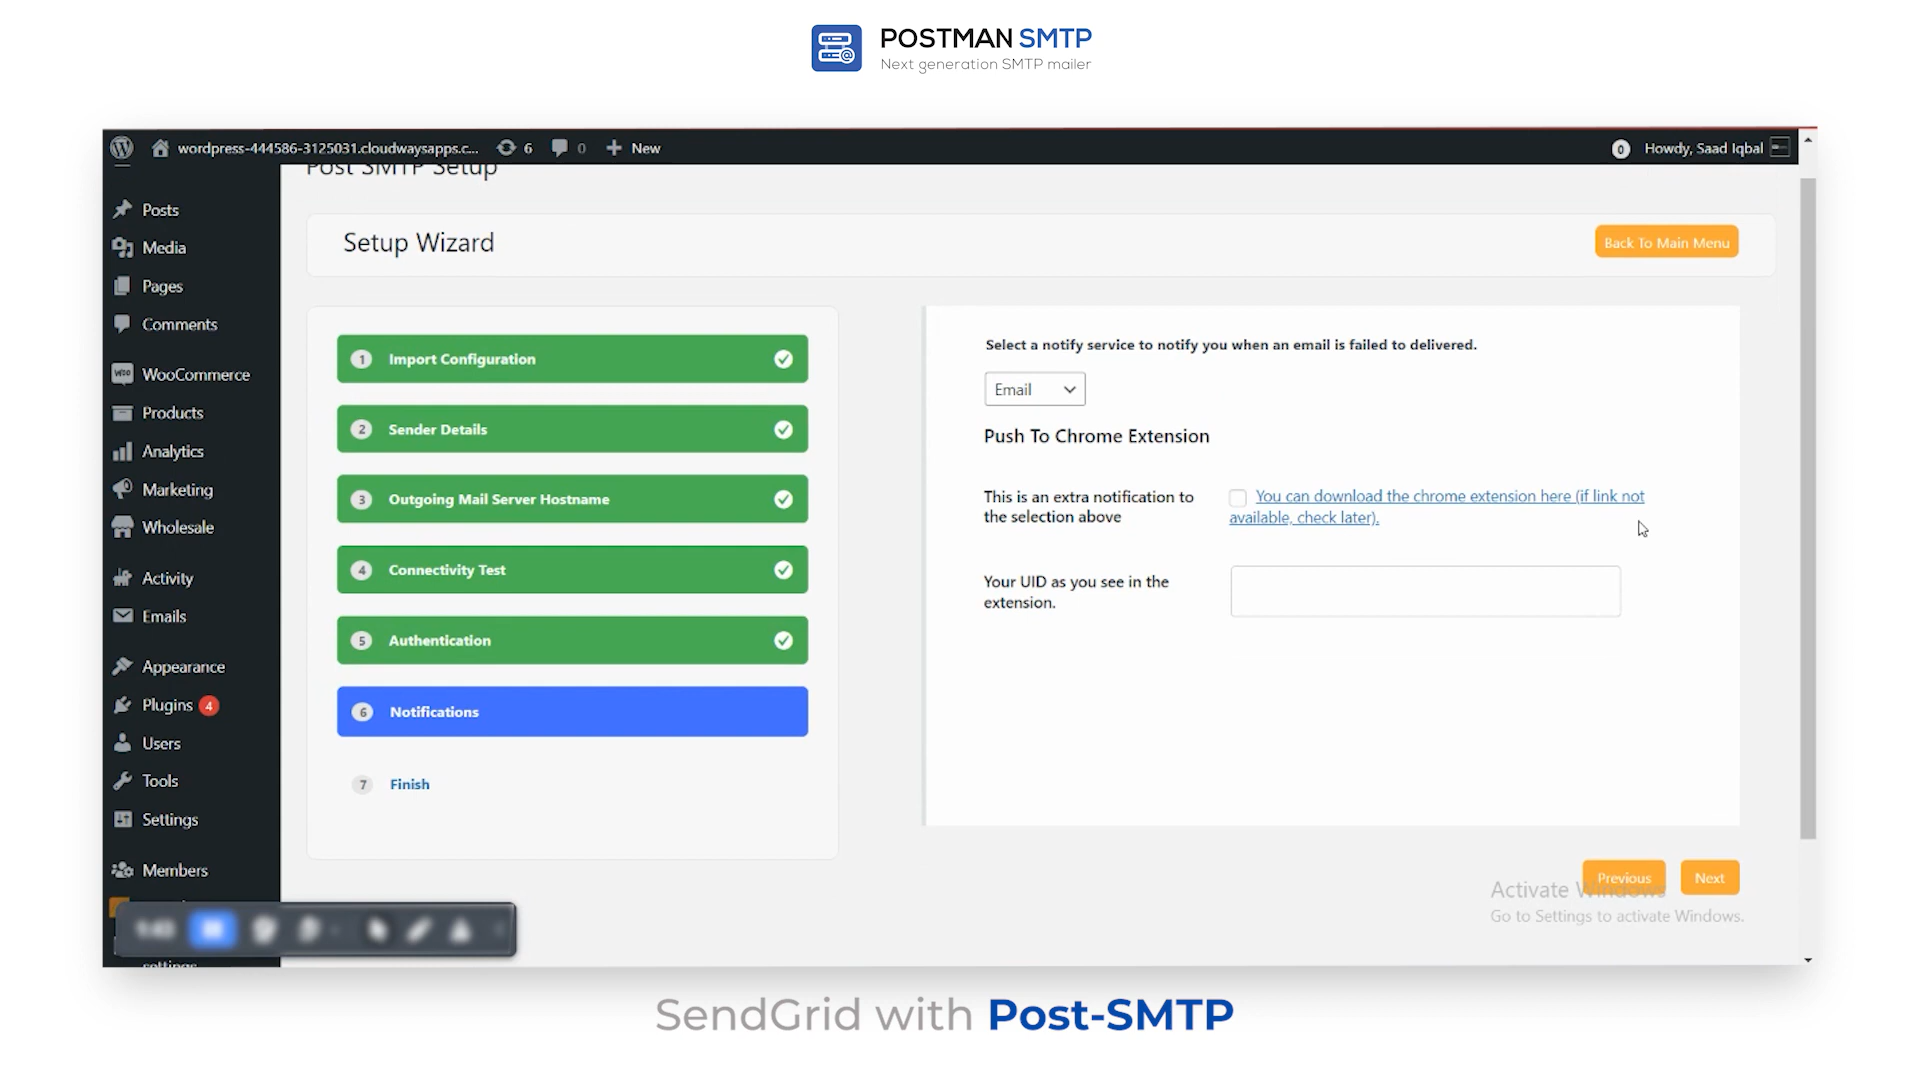 POSTMAN SMTP
Next generation SMTP mailer
wordpress-444586-3125031.cloudwaysapps.c... 6 0 New
0 Howdy, Saad Iqbal
Post SMTP Setup
Posts
Media
Pages
Comments
WooCommerce
Products
Analytics
Marketing
Wholesale
Activity
Emails
Appearance
Plugins 4
Users
Tools
Settings
Members
settings
Setup Wizard
Back To Main Menu
1 Import Configuration
2 Sender Details
3 Outgoing Mail Server Hostname
4 Connectivity Test
5 Authentication
6 Notifications
7 Finish
Select a notify service to notify you when an email is failed to delivered.
Email
Push To Chrome Extension
This is an extra notification to
the selection above
You can download the chrome extension here (if link not
available, check later).
Your UID as you see in the
extension.
Previous
Next
Activate Windows
Go to Settings to activate Windows.
SendGrid with Post-SMTP